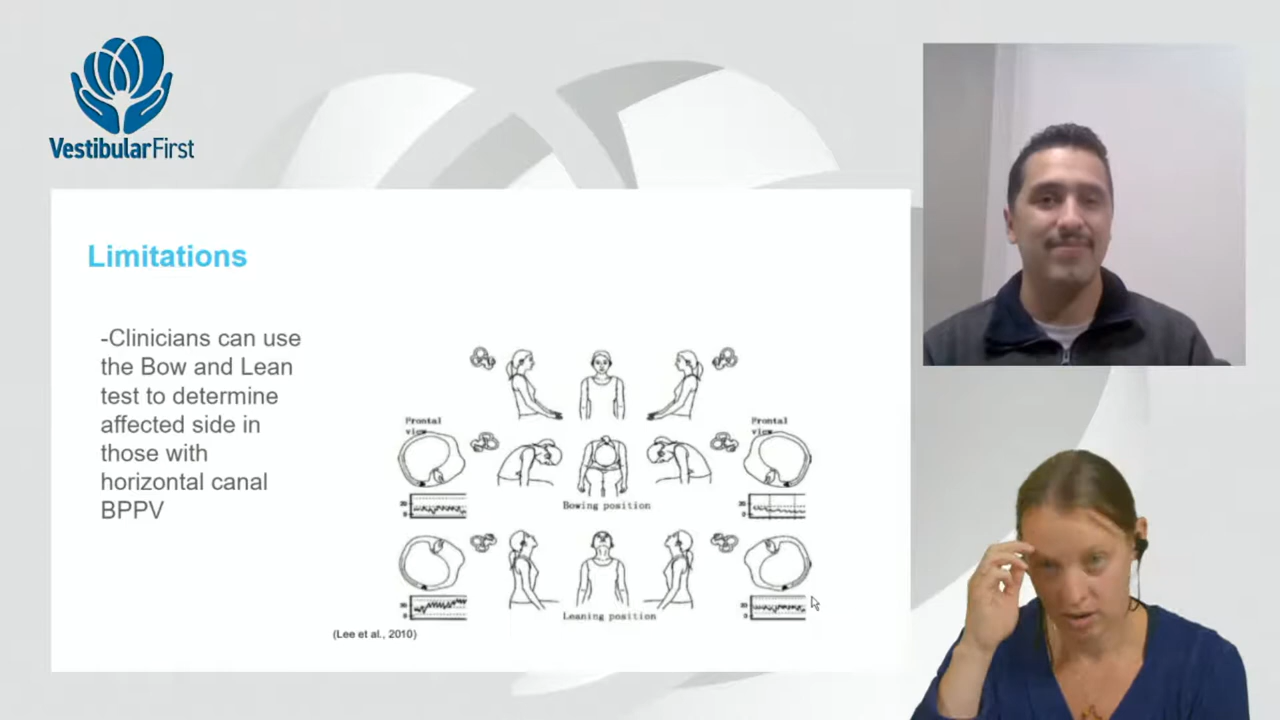 VestibularFirst
Limitations
-Clinicians can use
the Bow and Lean
test to determine
affected side in
those with
horizontal canal
BPPV
Frontal
view
Frontal
view
Bowing position
Leaning position
(Lee et al., 2010)